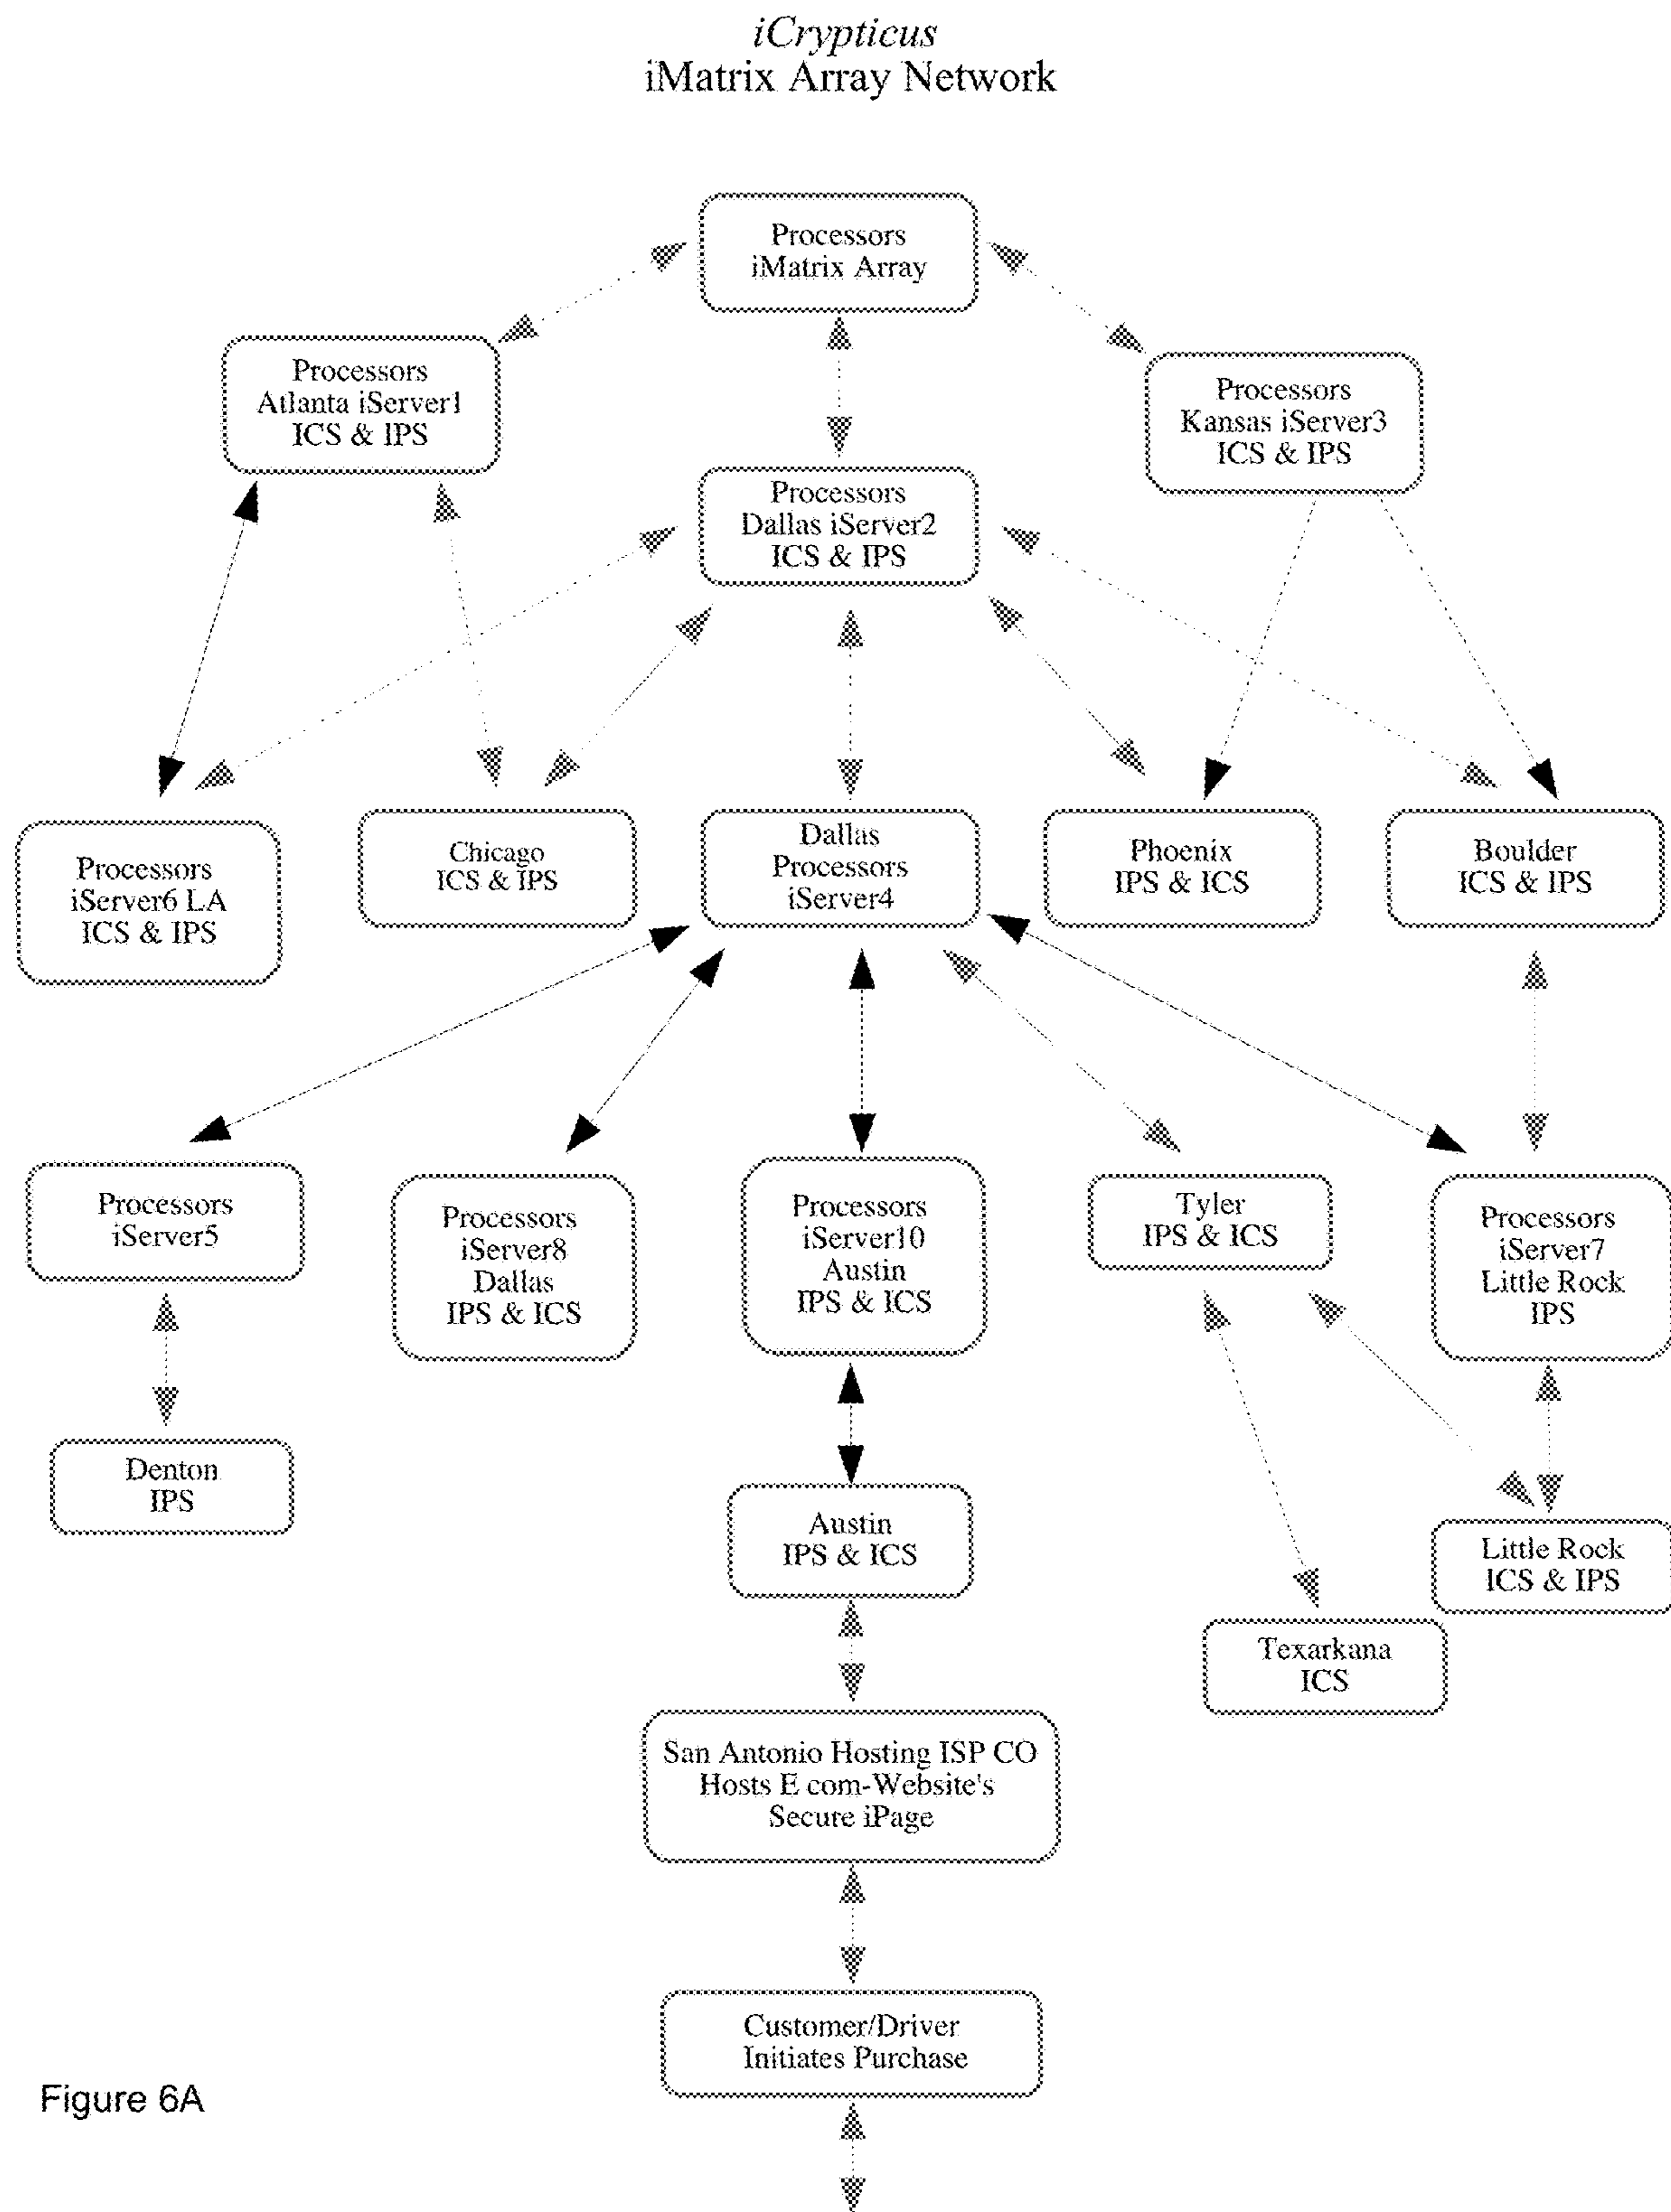 iCrypticus
iMatrix Array Network
Processors
iMatrix Array
Processors
Atlanta iServer1
ICS & IPS
Processors
Kansas iServer3
ICS & IPS
Processors
Dallas iServer2
ICS & IPS
Processors
iServer6 LA
ICS & IPS
Chicago
ICS & IPS
Dallas
Processors
iServer4
Phoenix
IPS & ICS
Boulder
ICS & IPS
Processors
iServer5
Processors
iServer8
Dallas
IPS & ICS
Processors
iServer10
Austin
IPS & ICS
Tyler
IPS & ICS
Processors
iServer7
Little Rock
IPS
Denton
IPS
Austin
IPS & ICS
Little Rock
ICS & IPS
Texarkana
ICS
San Antonio Hosting ISP CO
Hosts E com-Website's
Secure iPage
Customer/Driver
Initiates Purchase
Figure 6A